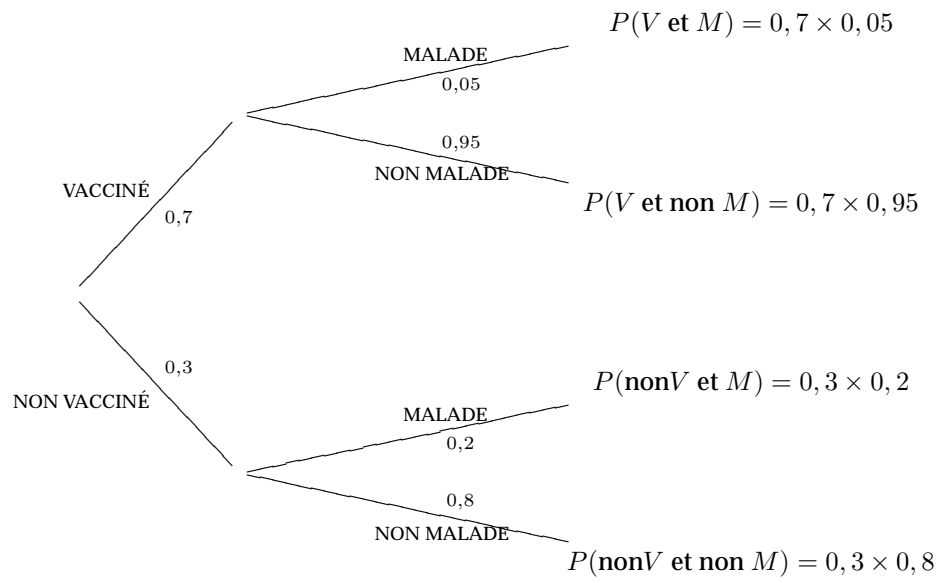 P(V et M) = 0, 7 × 0, 05
MALADE
0,05
0,95
NON MALADE
P(V et non M) = 0, 7 × 0, 95
VACCINÉ
0,7
0,3
NON VACCINÉ
P(nonV et M) = 0, 3 × 0, 2
MALADE
0,2
0,8
NON MALADE
P(nonV et non M) = 0, 3 × 0, 8